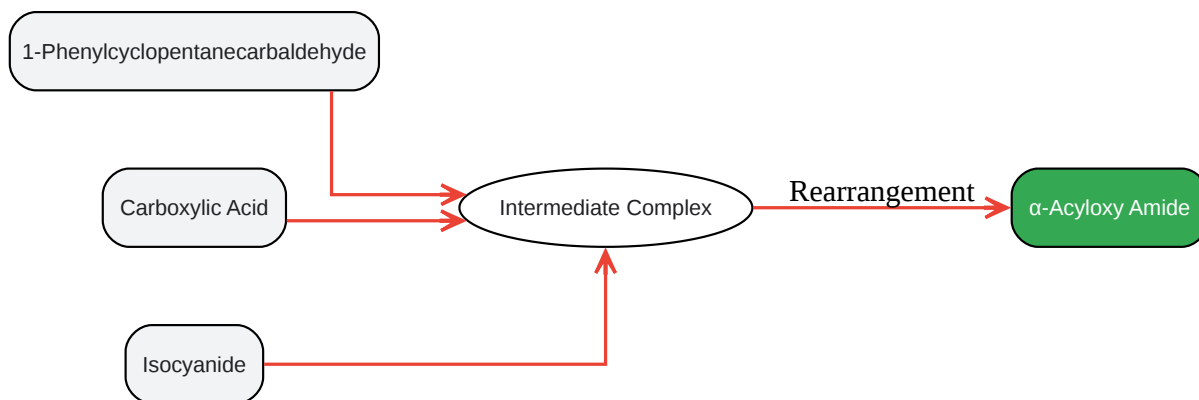 1-Phenylcyclopentanecarbaldehyde
Carboxylic Acid
Intermediate Complex
Rearrangement
α-Acyloxy Amide
Isocyanide